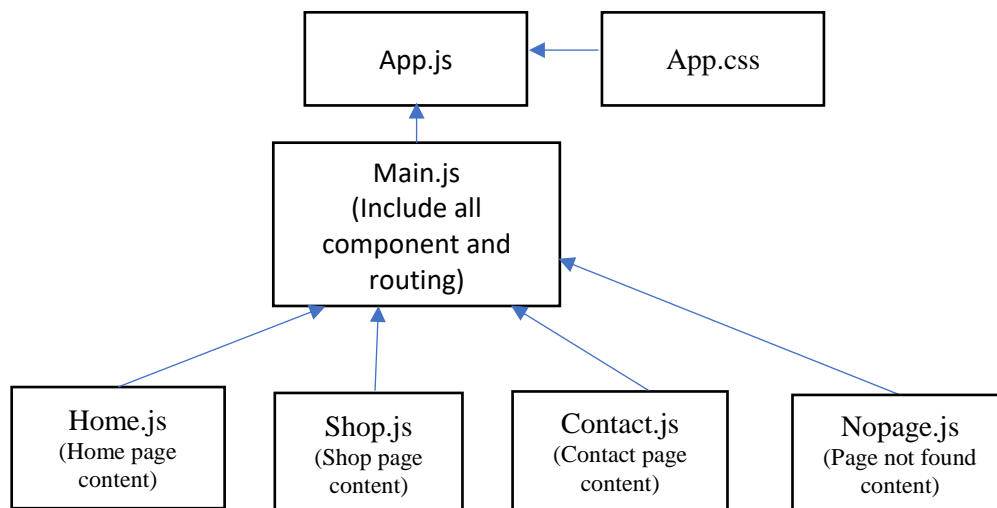 App.js
App.css
Main.js
(Include all
component and
routing)
Home.js
(Home page
content)
Shop.js
(Shop page
content)
Contact.js
(Contact page
content)
Nopage.js
(Page not found
content)